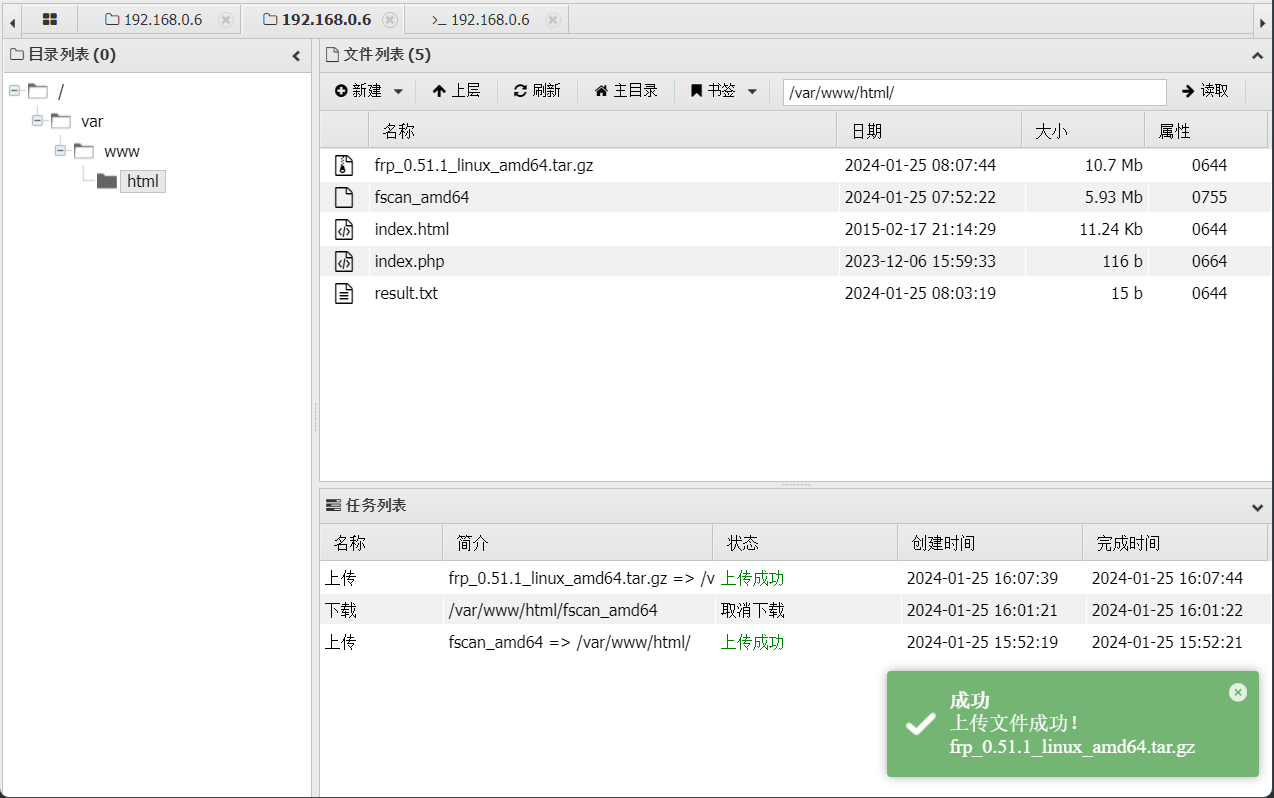 192.168.0.6 192.168.0.6 >_ 192.168.0.6
目录列表 (0)
/
var
www
html
文件列表 (5)
新建 上层 刷新 主目录 书签 /var/www/html/ 读取
名称 日期 大小 属性
frp_0.51.1_linux_amd64.tar.gz 2024-01-25 08:07:44 10.7 Mb 0644
fscan_amd64 2024-01-25 07:52:22 5.93 Mb 0755
index.html 2015-02-17 21:14:29 11.24 Kb 0644
index.php 2023-12-06 15:59:33 116 b 0664
result.txt 2024-01-25 08:03:19 15 b 0644
任务列表
名称 简介 状态 创建时间 完成时间
上传 frp_0.51.1_linux_amd64.tar.gz => /v 上传成功 2024-01-25 16:07:39 2024-01-25 16:07:44
下载 /var/www/html/fscan_amd64 取消下载 2024-01-25 16:01:21 2024-01-25 16:01:22
上传 fscan_amd64 => /var/www/html/ 上传成功 2024-01-25 15:52:19 2024-01-25 15:52:21
成功
上传文件成功!
frp_0.51.1_linux_amd64.tar.gz